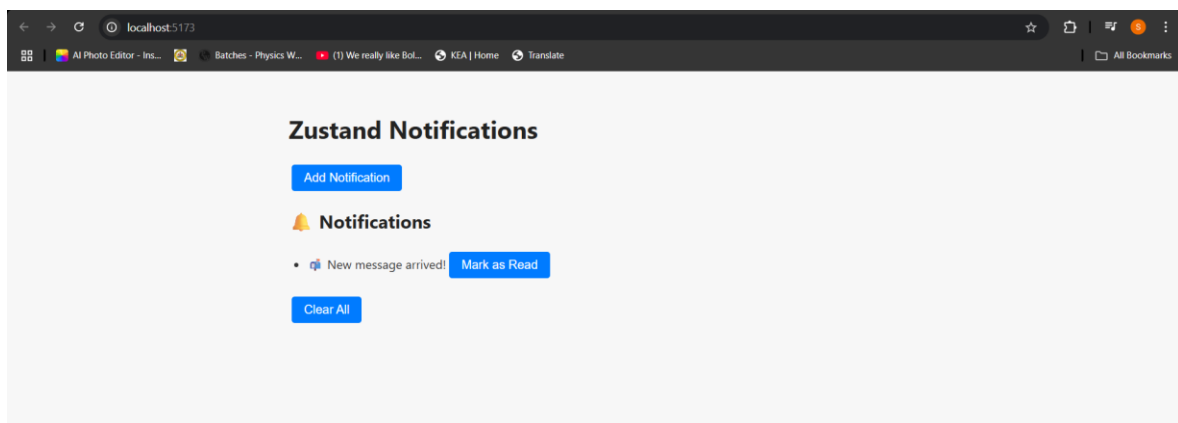 localhost:5173
S
AI Photo Editor - Ins... Batches - Physics W... (1) We really like Bol... KEA | Home Translate All Bookmarks
Zustand Notifications
Add Notification
🔔 Notifications
• 📬 New message arrived! Mark as Read
Clear All